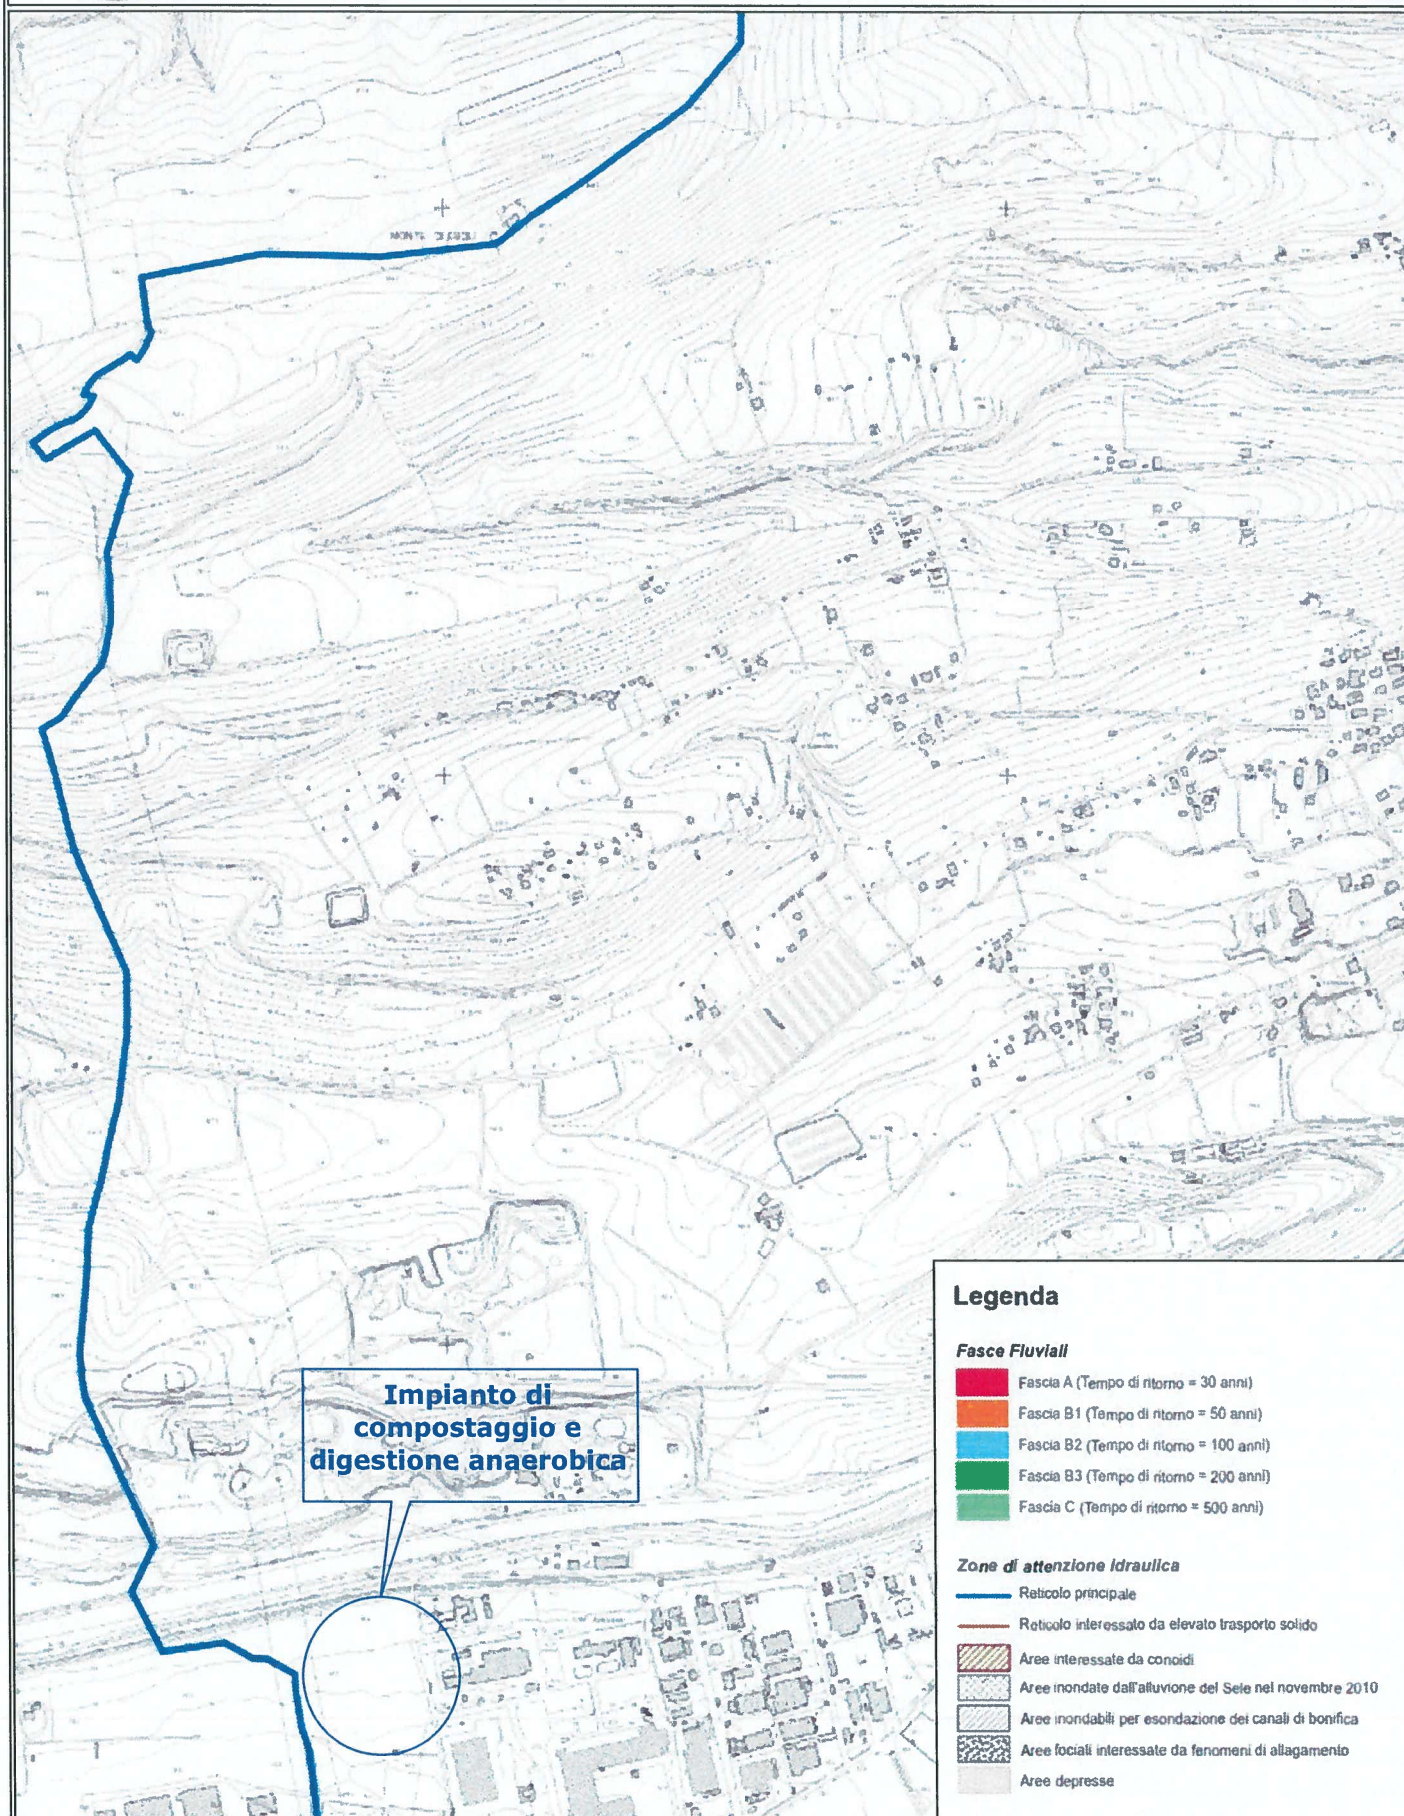 Impianto di
compostaggio e
digestione anaerobica
Legenda
Fasce Fluviali
Fascia A (Tempo di ritorno = 30 anni)
Fascia B1 (Tempo di ritorno = 50 anni)
Fascia B2 (Tempo di ritorno = 100 anni)
Fascia B3 (Tempo di ritorno = 200 anni)
Fascia C (Tempo di ritorno = 500 anni)
Zone di attenzione idraulica
Reticolo principale
Reticolo interessato da elevato trasporto solido
Aree interessate da conoidi
Aree inondate dall'alluvione del Sele nel novembre 2010
Aree inondabili per esondazione dei canali di bonifica
Aree fociali interessate da fenomeni di allagamento
Aree depresse